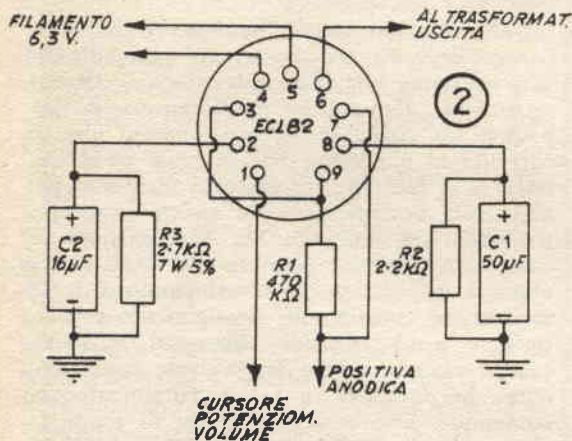 FILAMENTO
6,3 V.
AL TRASFORMAT.
USCITA
2
4
5
6
3
7
ECL82
2
8
1
9
C2
16µF
R3
2·7KΩ
1W 5%
R1
470
KΩ
R2
2·2KΩ
C1
50µF
+
-
+
-
POSITIVA
ANODICA
CURSORE
POTENZIOM.
VOLUME